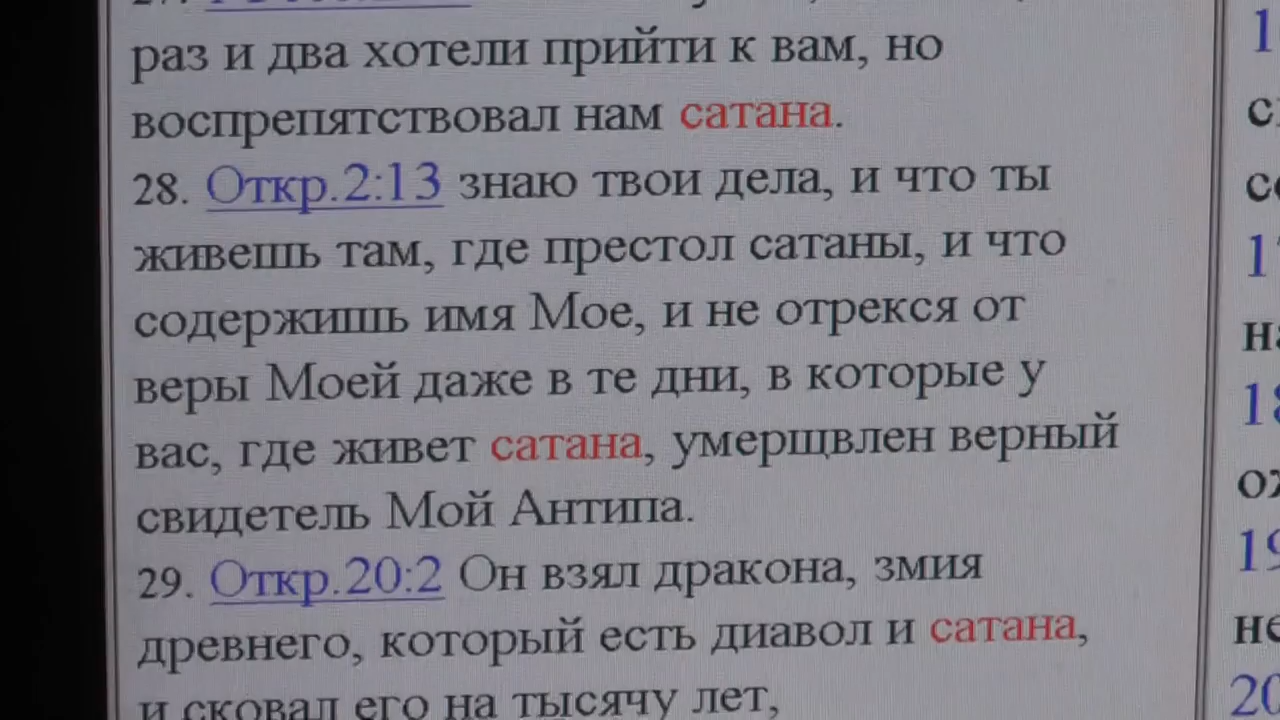 раз и два хотели прийти к вам, но
воспрепятствовал нам сатана.
28. Откр.2:13 знаю твои дела, и что ты
живешь там, где престол сатаны, и что
содержишь имя Мое, и не отрекся от
веры Моей даже в те дни, в которые у
вас, где живет сатана, умерщвлен верный
свидетель Мой Антипа.
29. Откр.20:2 Он взял дракона, змия
древнего, который есть диавол и сатана,
и сковал его на тысячу лет,